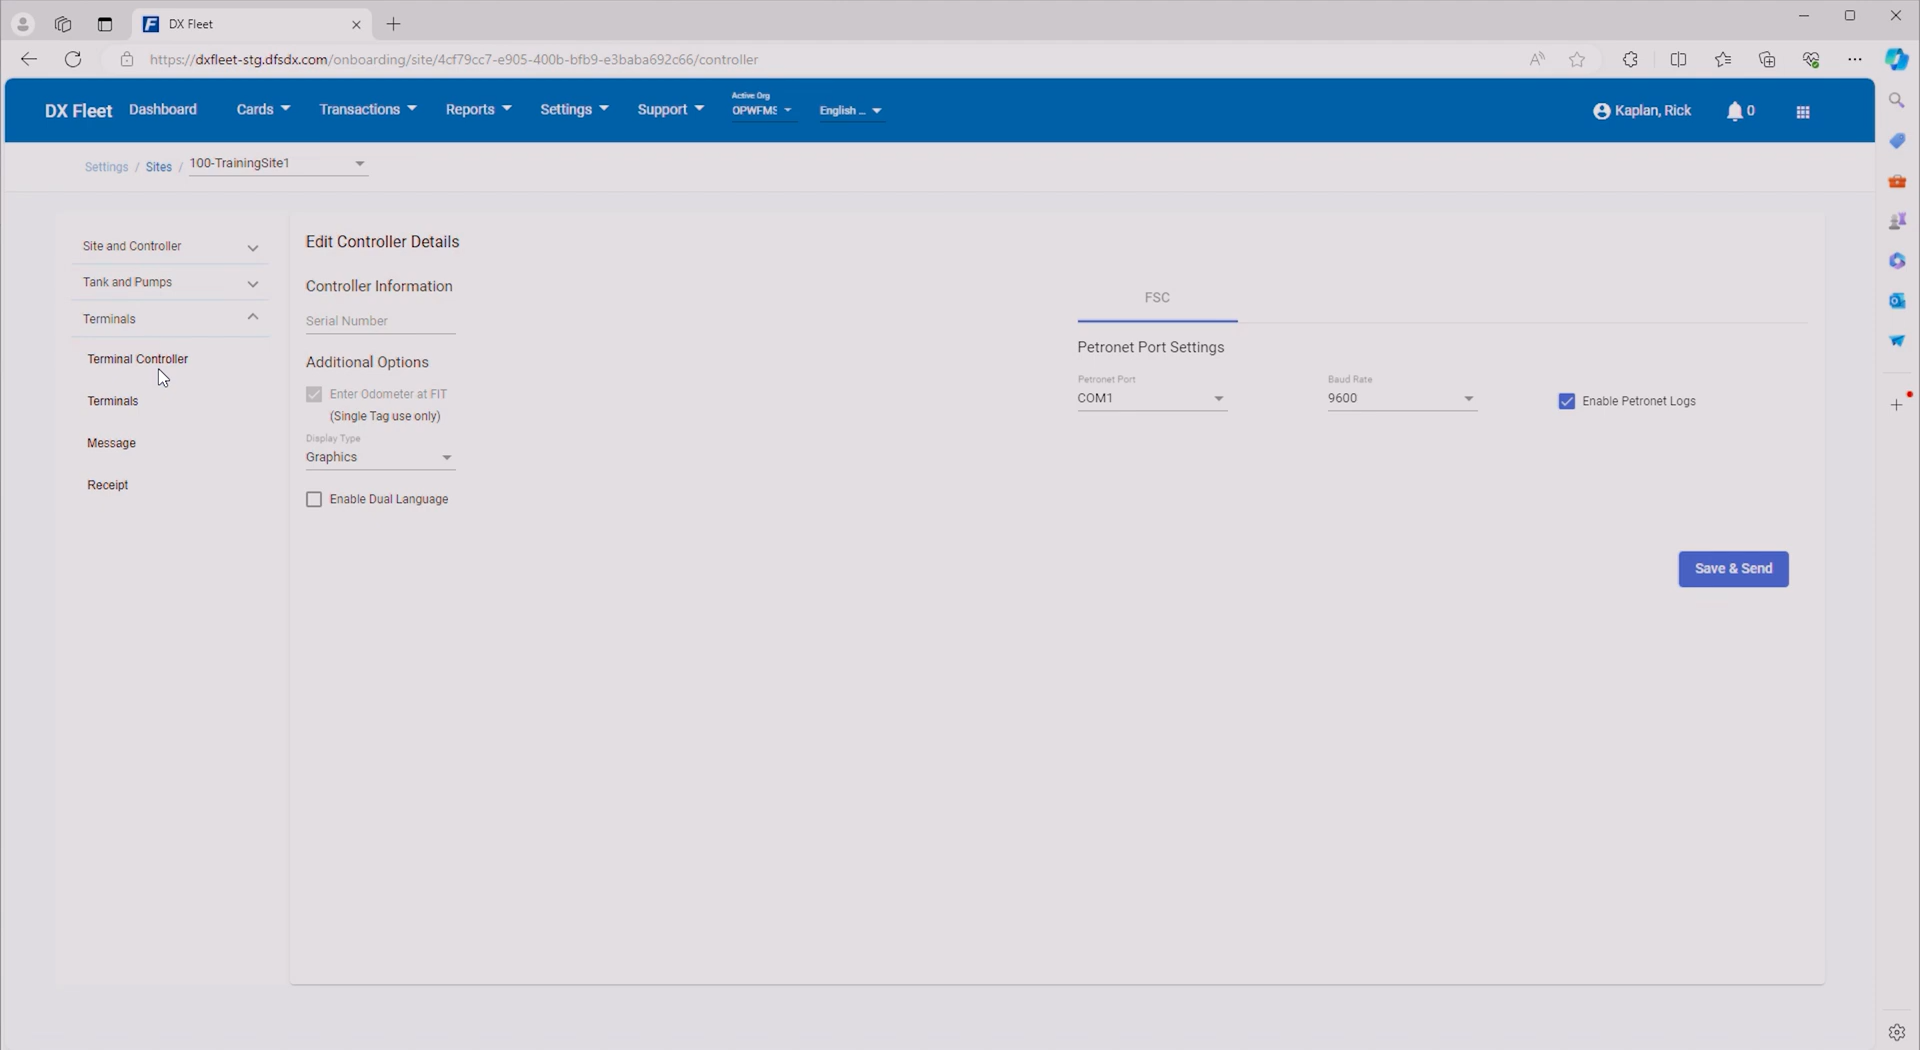 DX Fleet
https://dxfleet-stg.dfsdx.com/onboarding/site/4cf79cc7-e905-400b-bfb9-e3baba692c66/controller
DX Fleet Dashboard Cards Transactions Reports Settings Support Active Org OPWFMS English ... Kaplan, Rick 0
Settings / Sites / 100-TrainingSite1
Site and Controller
Tank and Pumps
Terminals
Terminal Controller
Terminals
Message
Receipt
Edit Controller Details
Controller Information
Serial Number
Additional Options
Enter Odometer at FIT
(Single Tag use only)
Display Type
Graphics
Enable Dual Language
FSC
Petronet Port Settings
Petronet Port
COM1
Baud Rate
9600
Enable Petronet Logs
Save & Send